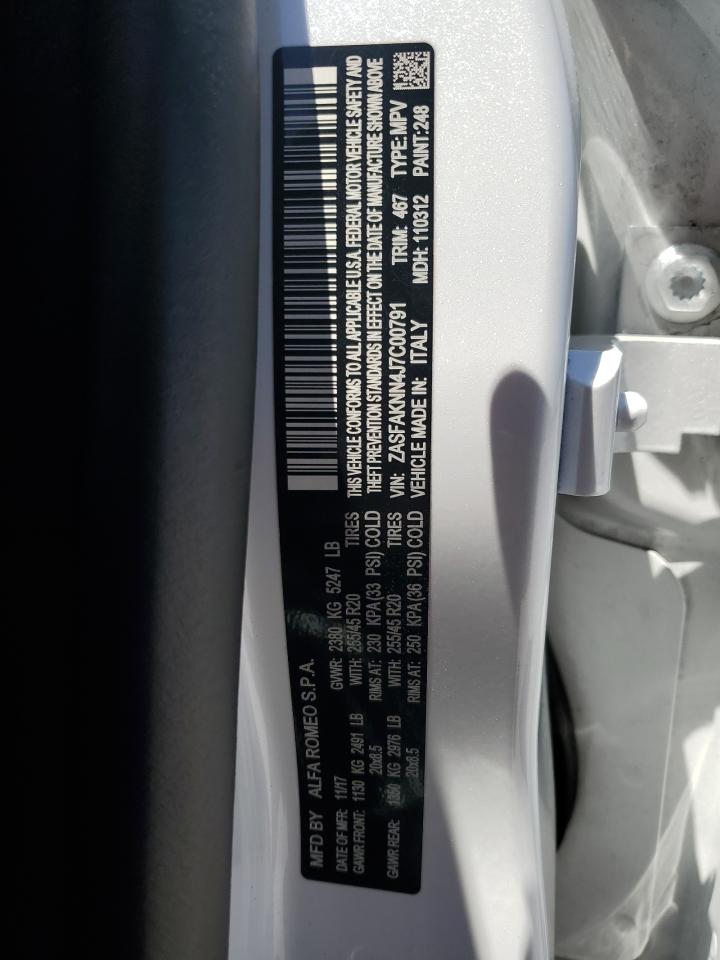 MFD BY ALFA ROMEO S.P.A.
DATE OF MFR: 11/17 GVWR: 2380 KG 5247 LB
GAWR FRONT: 1130 KG 2491 LB WITH: 255/45 R20 TIRES
20x8.5 RIMS AT: 230 KPA(33 PSI) COLD
GAWR REAR: 1350 KG 2976 LB WITH: 255/45 R20 TIRES
20x8.5 RIMS AT: 250 KPA(36 PSI) COLD
THIS VEHICLE CONFORMS TO ALL APPLICABLE U.S.A. FEDERAL MOTOR VEHICLE SAFETY AND
THEFT PREVENTION STANDARDS IN EFFECT ON THE DATE OF MANUFACTURE SHOWN ABOVE
VIN: ZASFAKNN4J7C00791 TRIM: 467 TYPE: MPV
VEHICLE MADE IN: ITALY MDH: 110312 PAINT:248